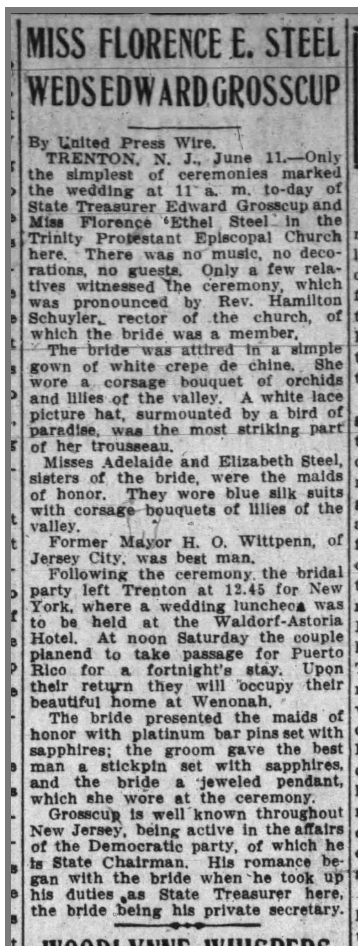 MISS FLORENCE E. STEEL
WEDS EDWARD GROSSCUP
By United Press Wire.
TRENTON, N. J., June 11.—Only
the simplest of ceremonies marked
the wedding at 11 a. m. to-day of
State Treasurer Edward Grosscup and
Miss Florence Ethel Steel in the
Trinity Protestant Episcopal Church
here. There was no music, no deco-
rations, no guests. Only a few rela-
tives witnessed the ceremony, which
was pronounced by Rev. Hamilton
Schuyler, rector of the church, of
which the bride was a member.
The bride was attired in a simple
gown of white crepe de chine. She
wore a corsage bouquet of orchids
and lilies of the valley. A white lace
picture hat, surmounted by a bird of
paradise, was the most striking part
of her trousseau.
Misses Adelaide and Elizabeth Steel,
sisters of the bride, were the maids
of honor. They wore blue silk suits
with corsage bouquets of lilies of the
valley.
Former Mayor H. O. Wittpenn, of
Jersey City, was best man.
Following the ceremony, the bridal
party left Trenton at 12.45 for New
York, where a wedding luncheon was
to be held at the Waldorf-Astoria
Hotel. At noon Saturday the couple
planend to take passage for Puerto
Rico for a fortnight's stay. Upon
their return they will occupy their
beautiful home at Wenonah.
The bride presented the maids of
honor with platinum bar pins set with
sapphires; the groom gave the best
man a stickpin set with sapphires,
and the bride a jeweled pendant,
which she wore at the ceremony.
Grosscup is well known throughout
New Jersey, being active in the affairs
of the Democratic party, of which he
is State Chairman. His romance be-
gan with the bride when he took up
his duties as State Treasurer here,
the bride being his private secretary.